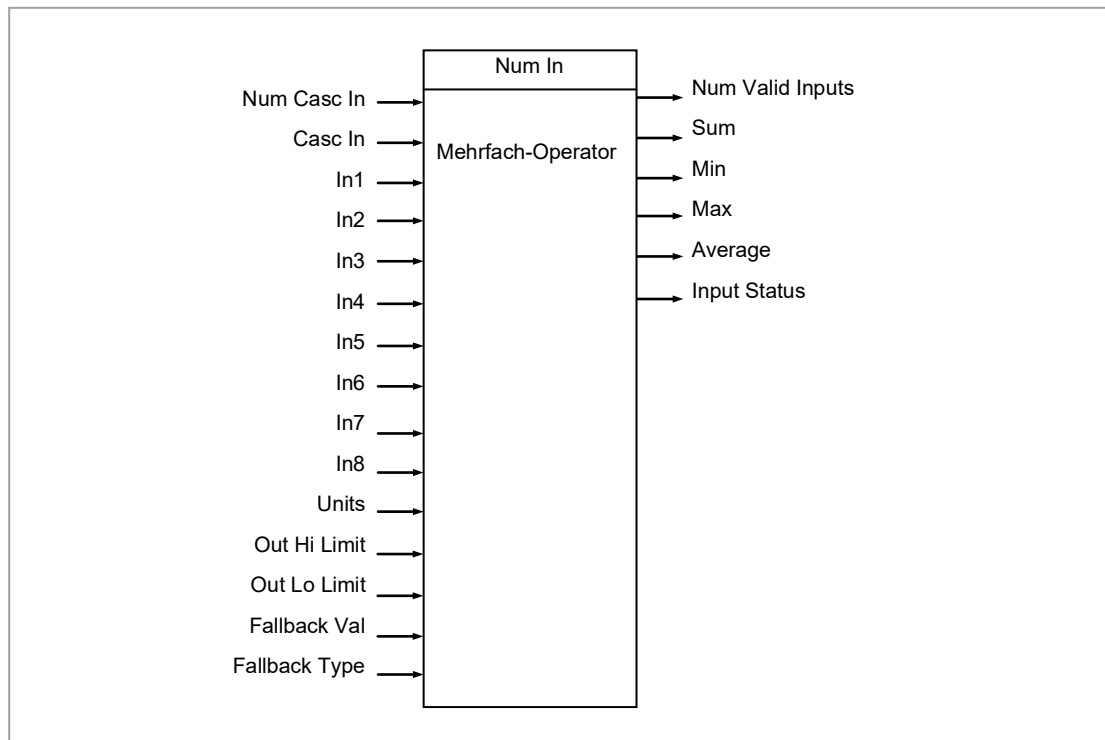 Num In
Mehrfach-Operator
Num Casc In
Casc In
In1
In2
In3
In4
In5
In6
In7
In8
Units
Out Hi Limit
Out Lo Limit
Fallback Val
Fallback Type
Num Valid Inputs
Sum
Min
Max
Average
Input Status